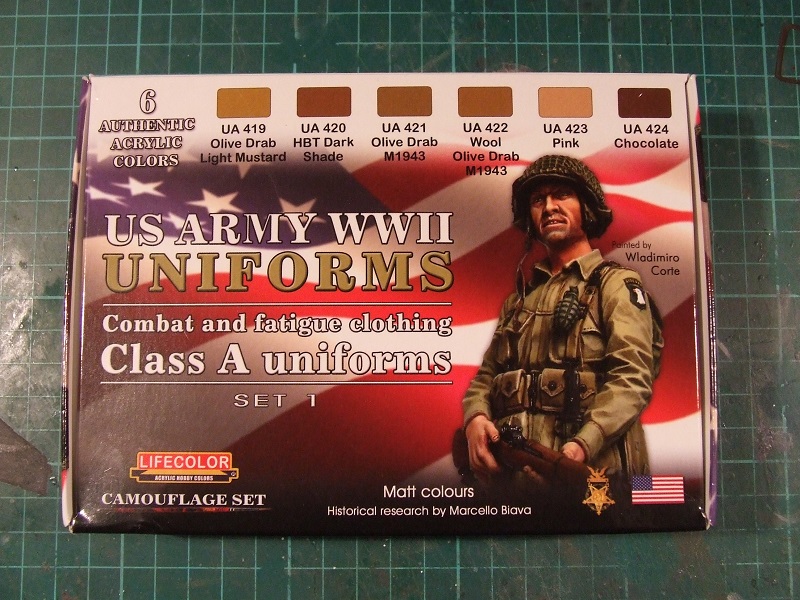 6
AUTHENTIC
ACRYLIC
COLORS
UA 419
Olive Drab
Light Mustard
UA 420
HBT Dark
Shade
UA 421
Olive Drab
M1943
UA 422
Wool
Olive Drab
M1943
UA 423
Pink
UA 424
Chocolate
US ARMY WWII
UNIFORMS
Combat and fatigue clothing
Class A uniforms
SET 1
Painted by
Wladimiro
Corte
LIFECOLOR
ACRYLIC HOBBY COLORS
CAMOUFLAGE SET
Matt colours
Historical research by Marcello Biava